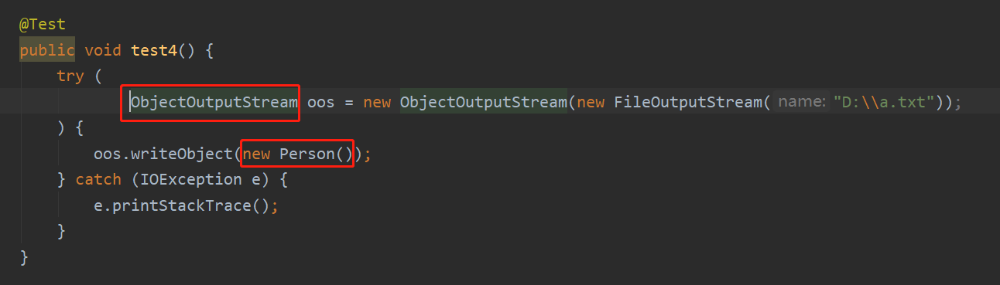 @Test
public void test4() {
try (
ObjectOutputStream oos = new ObjectOutputStream(new FileOutputStream( name: "D:\\a.txt"));
) {
oos.writeObject(new Person());
} catch (IOException e) {
e.printStackTrace();
}
}